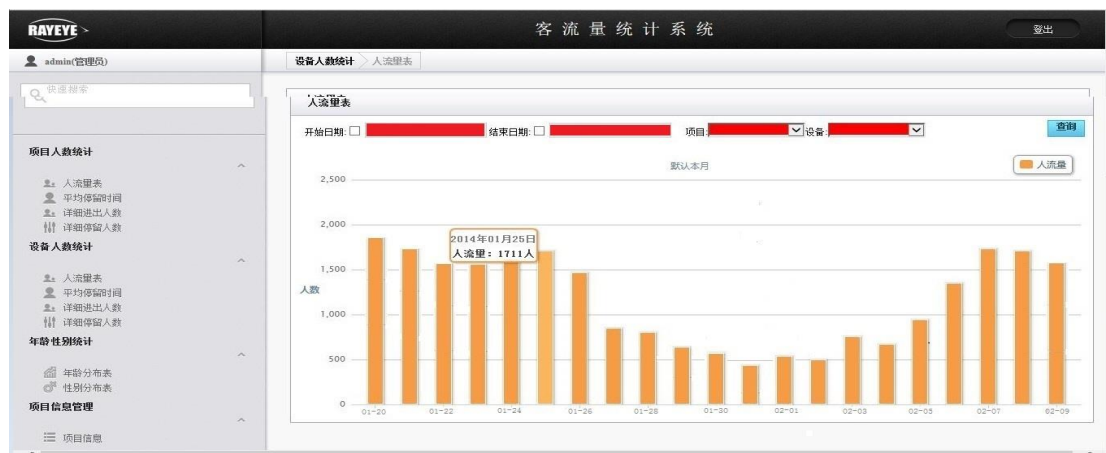 RAYEYE
客流量统计系统
登出
admin(管理员)
设备人数统计 人流量表
快速搜索
人流量表
开始日期: 结束日期: 项目: 设备: 查询
项目人数统计
人流量表
平均停留时间
详细进出人数
详细停留人数
设备人数统计
人流量表
平均停留时间
详细进出人数
详细停留人数
年龄性别统计
年龄分布表
性别分布表
项目信息管理
项目信息
默认本月
人流量
2,500
2,000
1,500
人数
1,000
500
0
2014年01月25日
人流量: 1711人
01-20 01-22 01-24 01-26 01-28 01-30 02-01 02-03 02-05 02-07 02-09